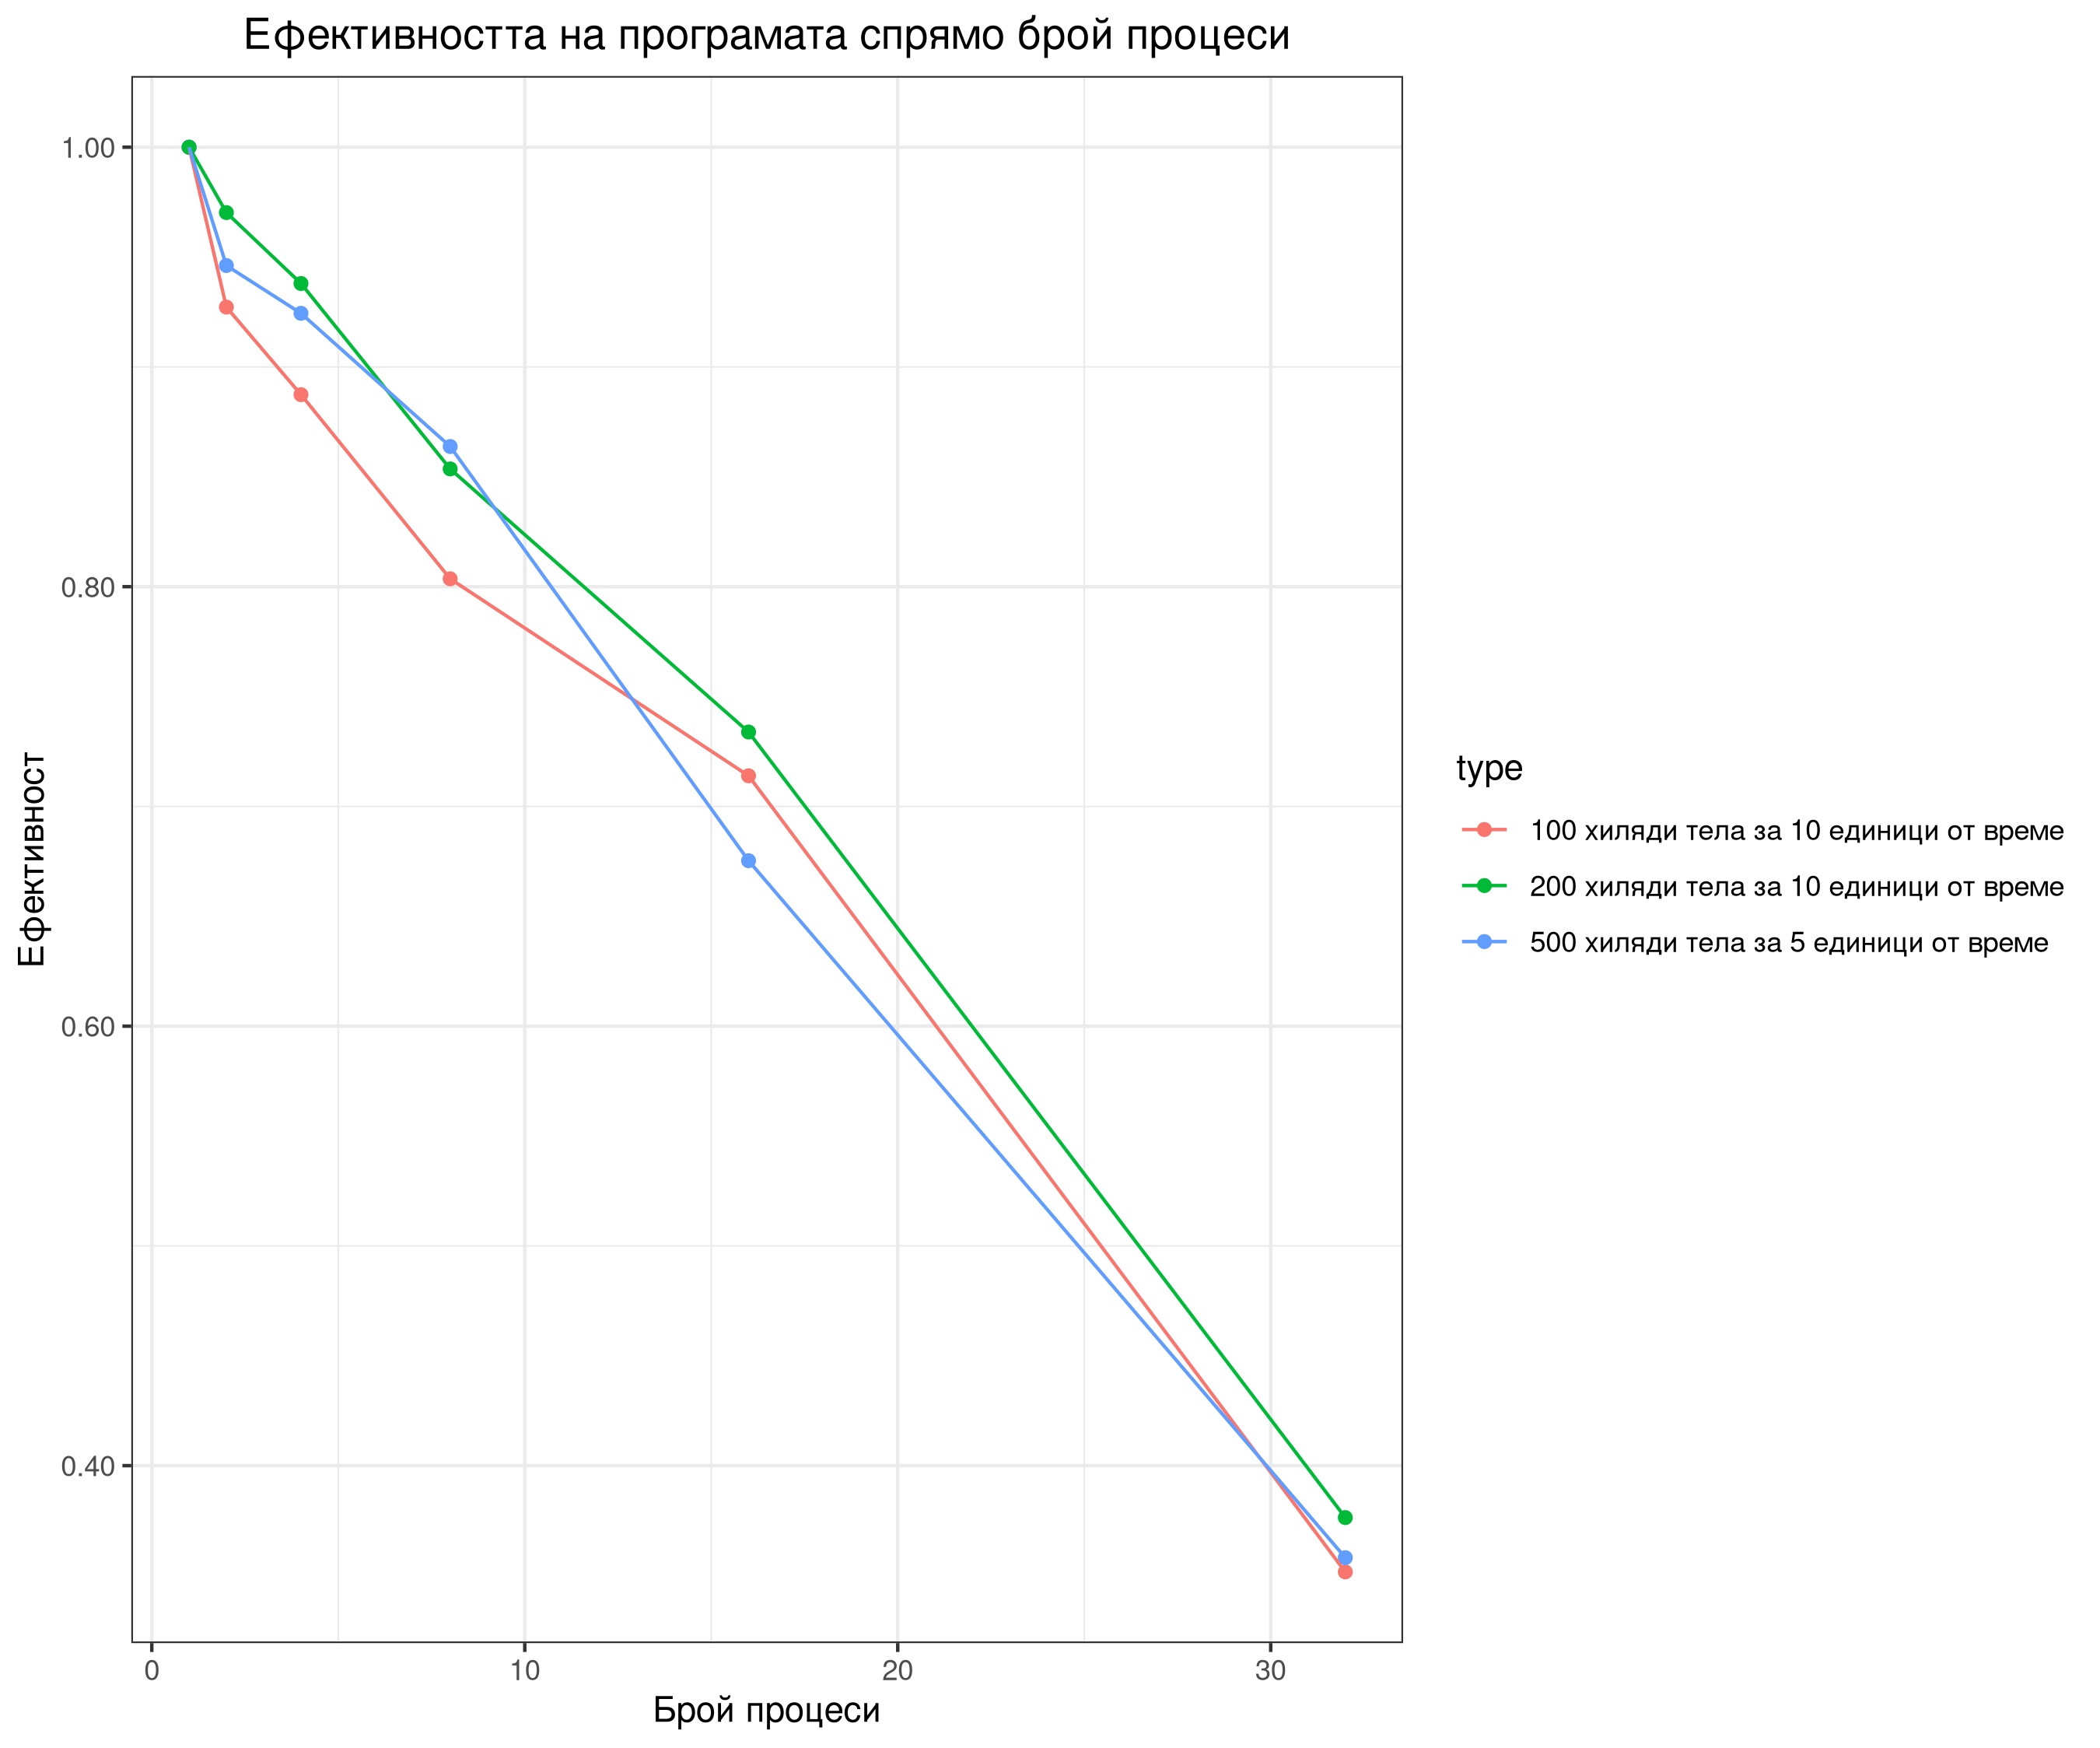 Ефективността на програмата спрямо брой процеси
1.00
0.80
0.60
0.40
Ефективност
0 10 20 30
Брой процеси
type
100 хиляди тела за 10 единици от време
200 хиляди тела за 10 единици от време
500 хиляди тела за 5 единици от време